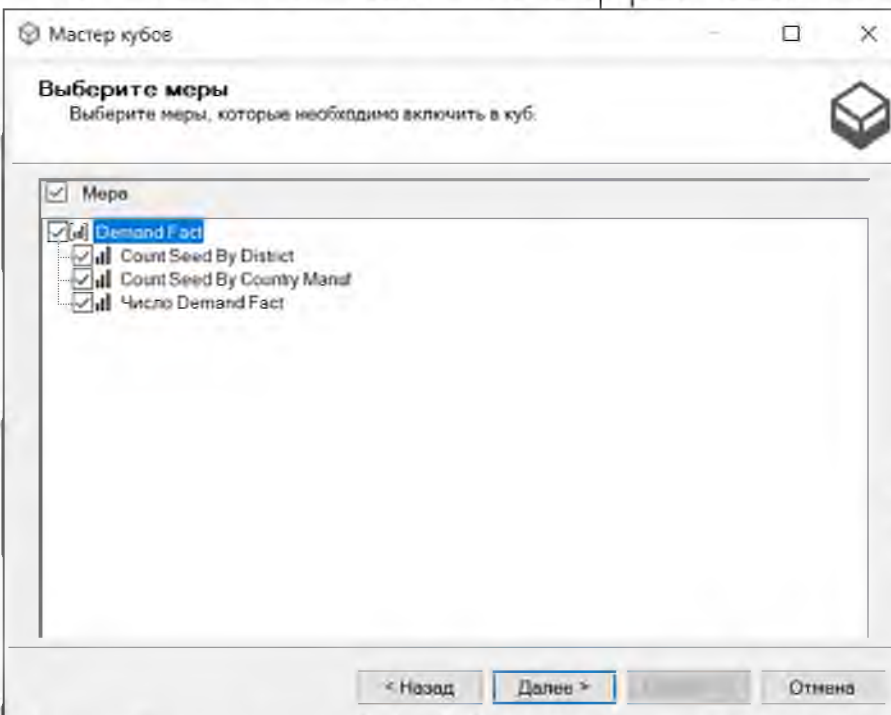 Мастер кубов
Выберите меры
Выберите меры, которые необходимо включить в куб.
Мера
Demand Fact
Count Seed By District
Count Seed By Country Manuf
Число Demand Fact
< Назад
Далее >
Отмена